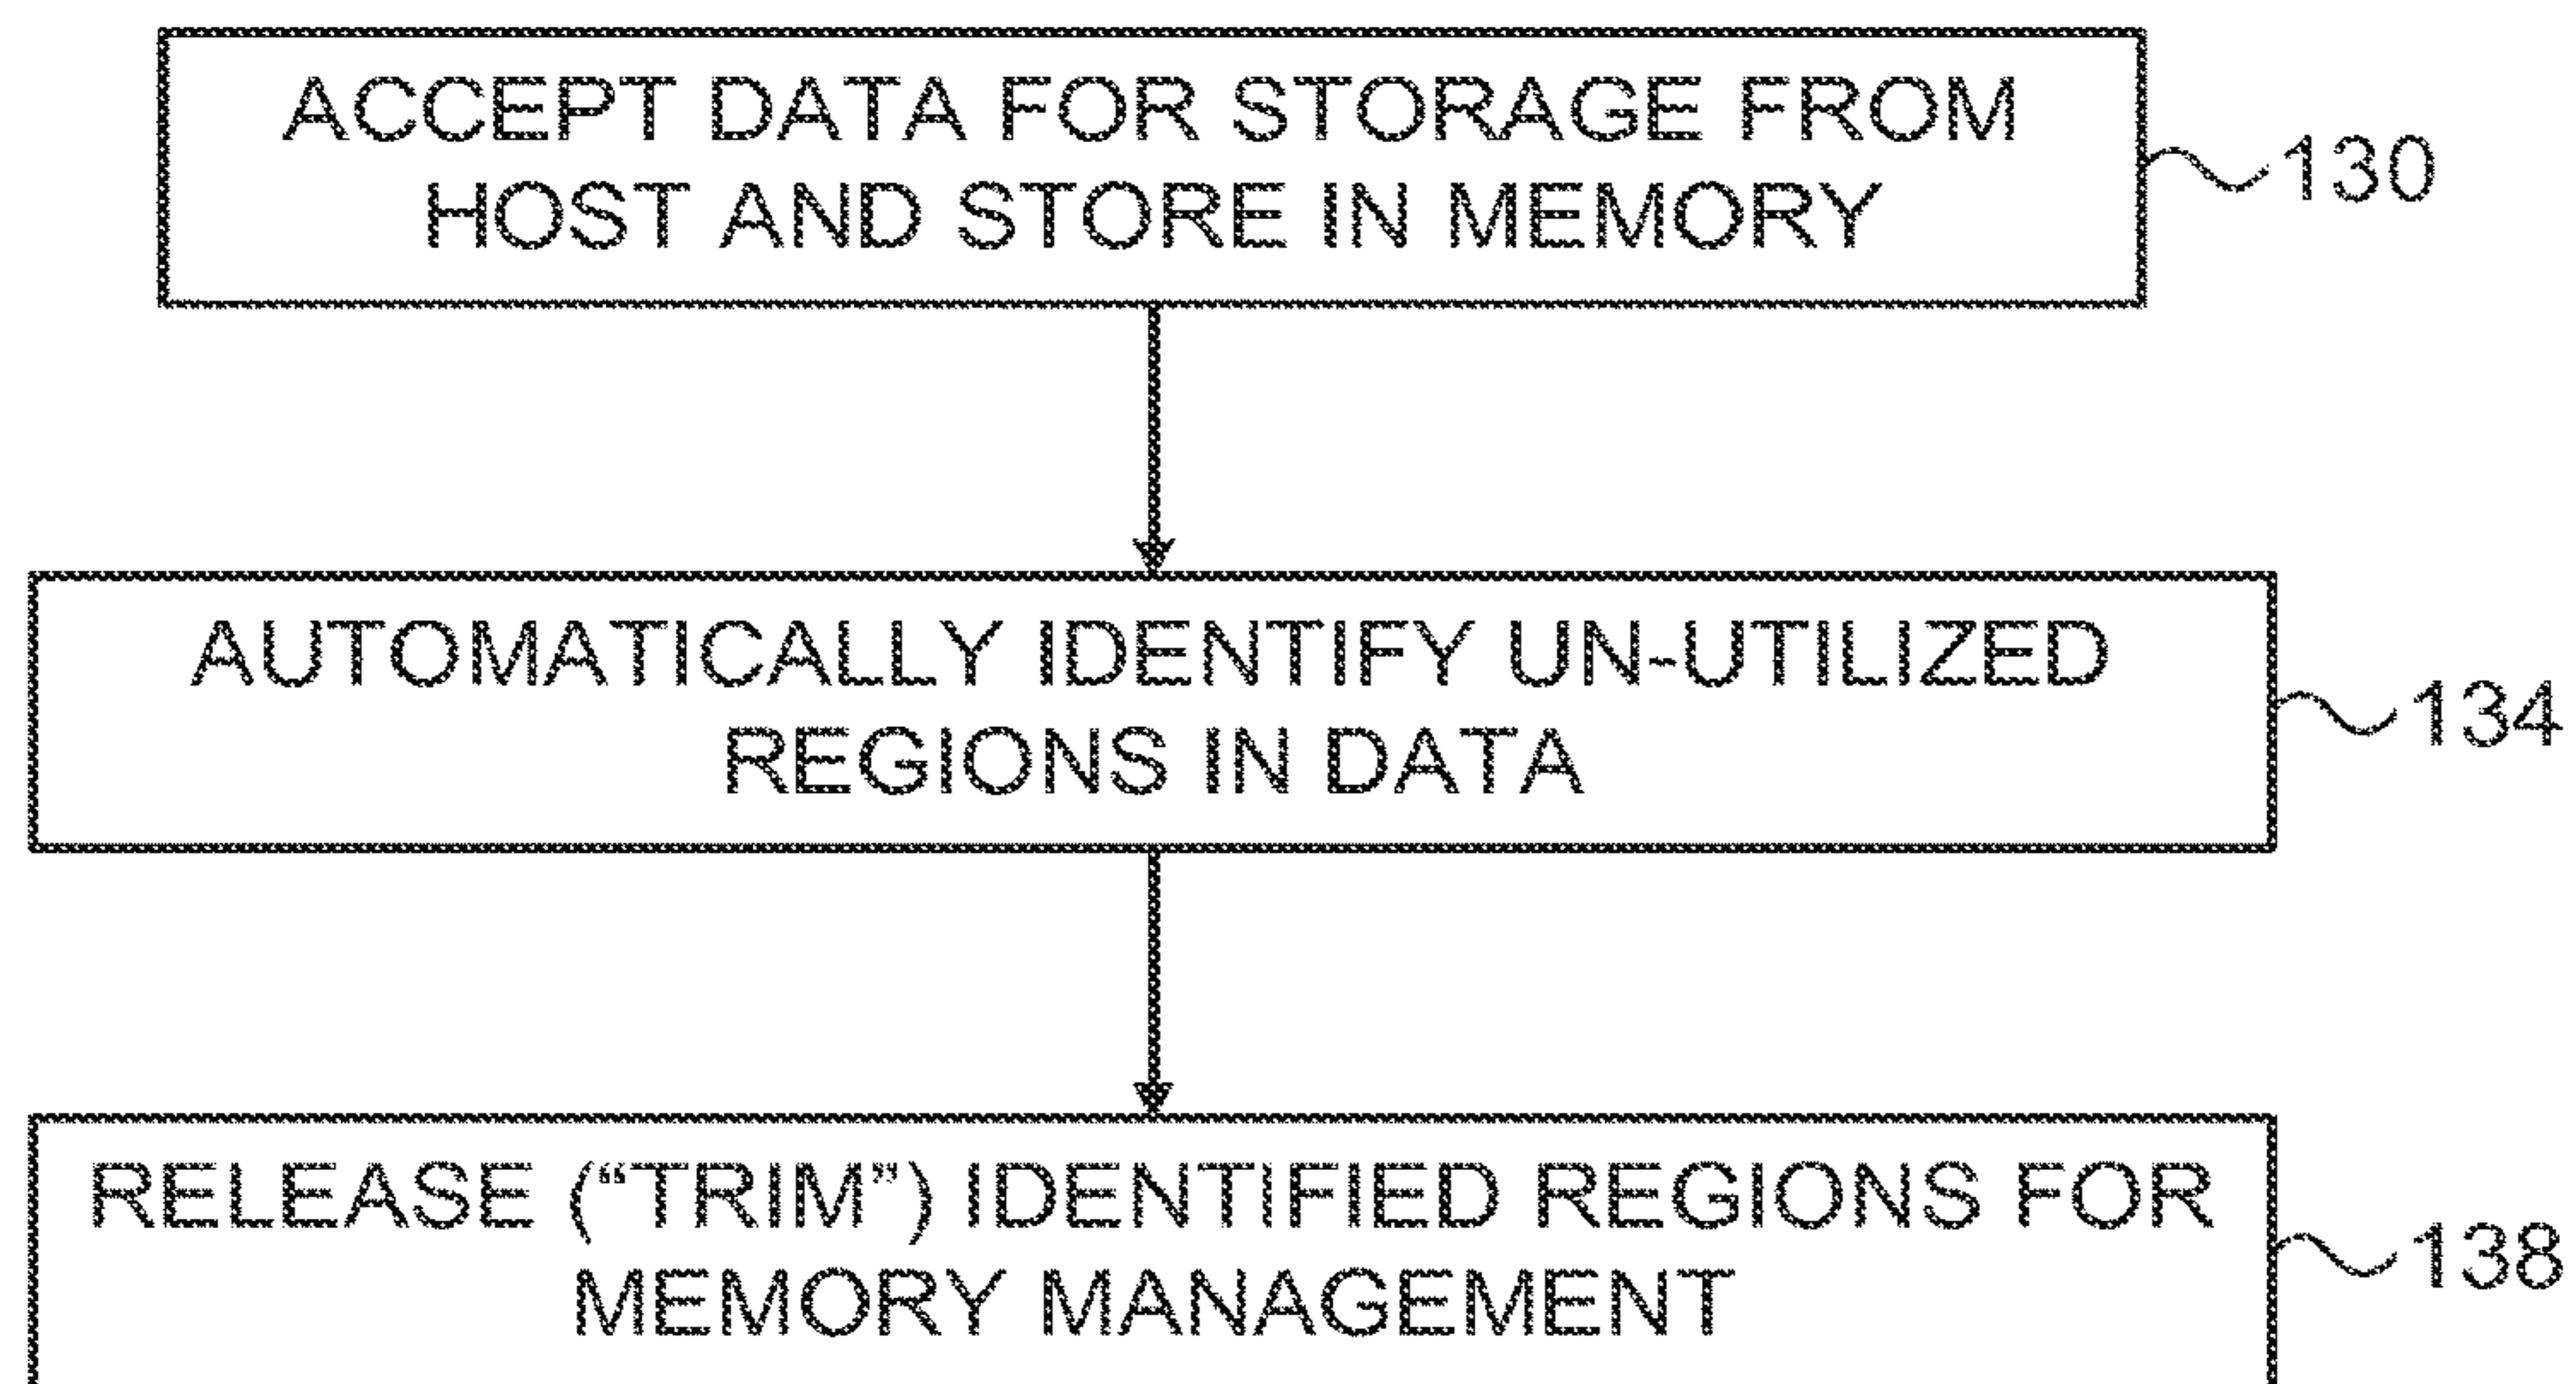 ACCEPT DATA FOR STORAGE FROM
HOST AND STORE IN MEMORY
130
AUTOMATICALLY IDENTIFY UN-UTILIZED
REGIONS IN DATA
134
RELEASE (“TRIM”) IDENTIFIED REGIONS FOR
MEMORY MANAGEMENT
138